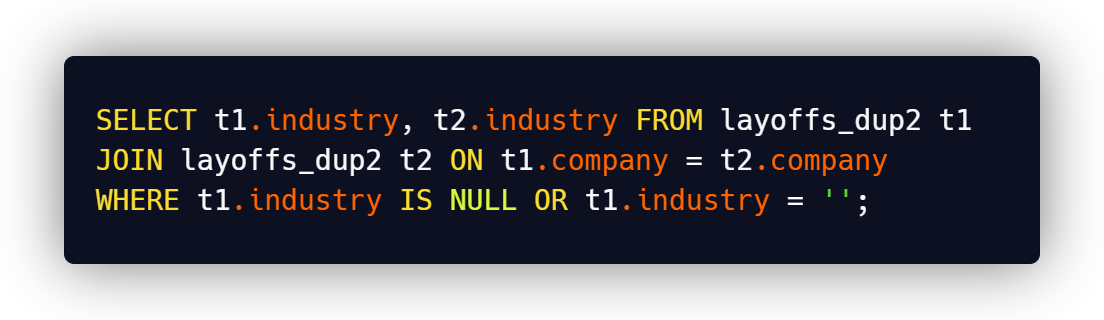 SELECT t1.industry, t2.industry FROM layoffs_dup2 t1
JOIN layoffs_dup2 t2 ON t1.company = t2.company
WHERE t1.industry IS NULL OR t1.industry = '';